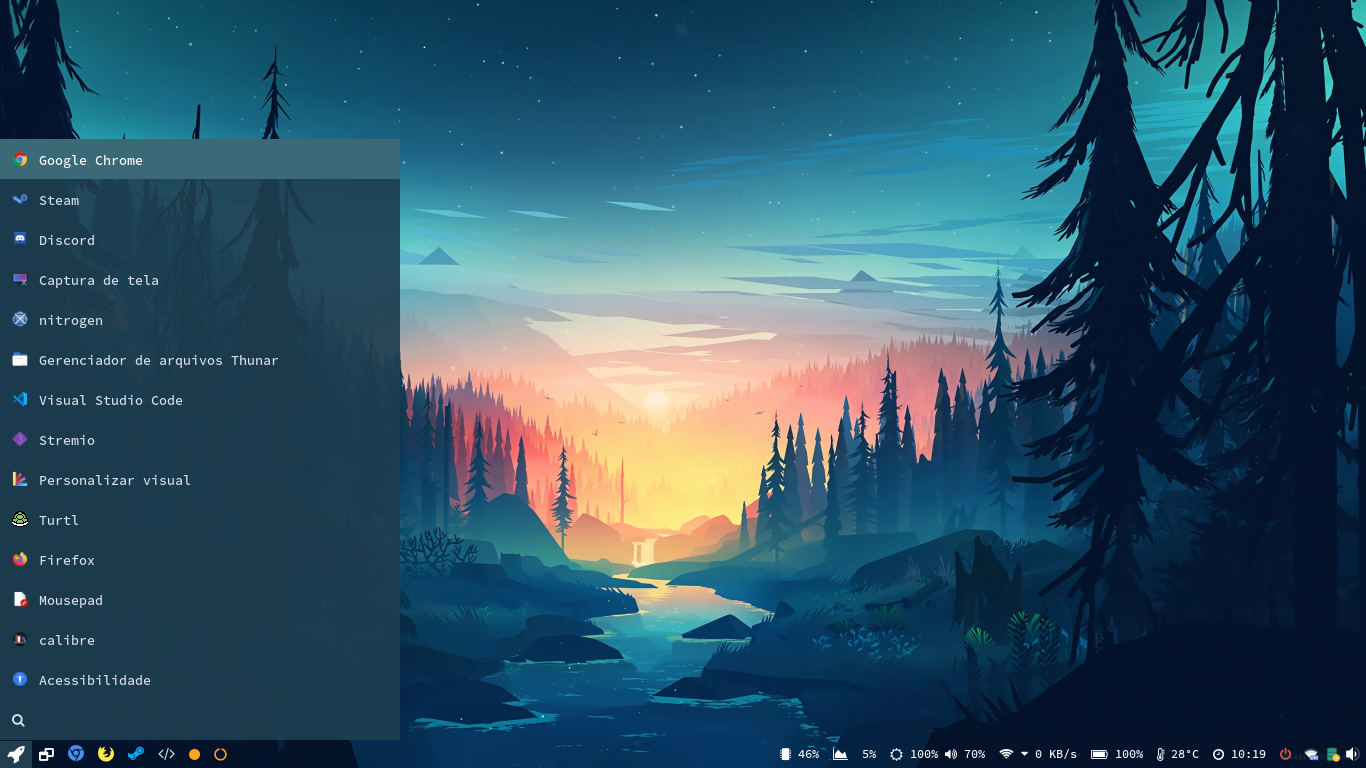 Google Chrome
Steam
Discord
Captura de tela
nitrogen
Gerenciador de arquivos Thunar
Visual Studio Code
Stremio
Personalizar visual
Turtl
Firefox
Mousepad
calibre
Acessibilidade
46% 5% 100% 70% 0 KB/s 100% 28°C 10:19